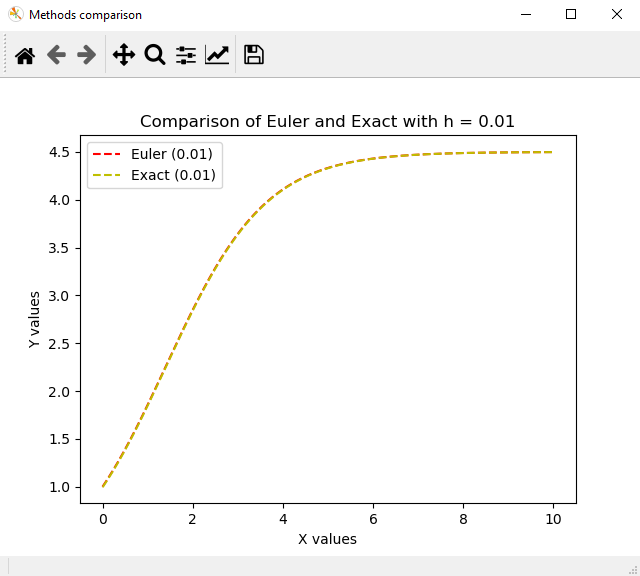 Methods comparison
Comparison of Euler and Exact with h = 0.01
Euler (0.01)
Exact (0.01)
4.5
4.0
3.5
3.0
2.5
2.0
1.5
1.0
Y values
0 2 4 6 8 10
X values